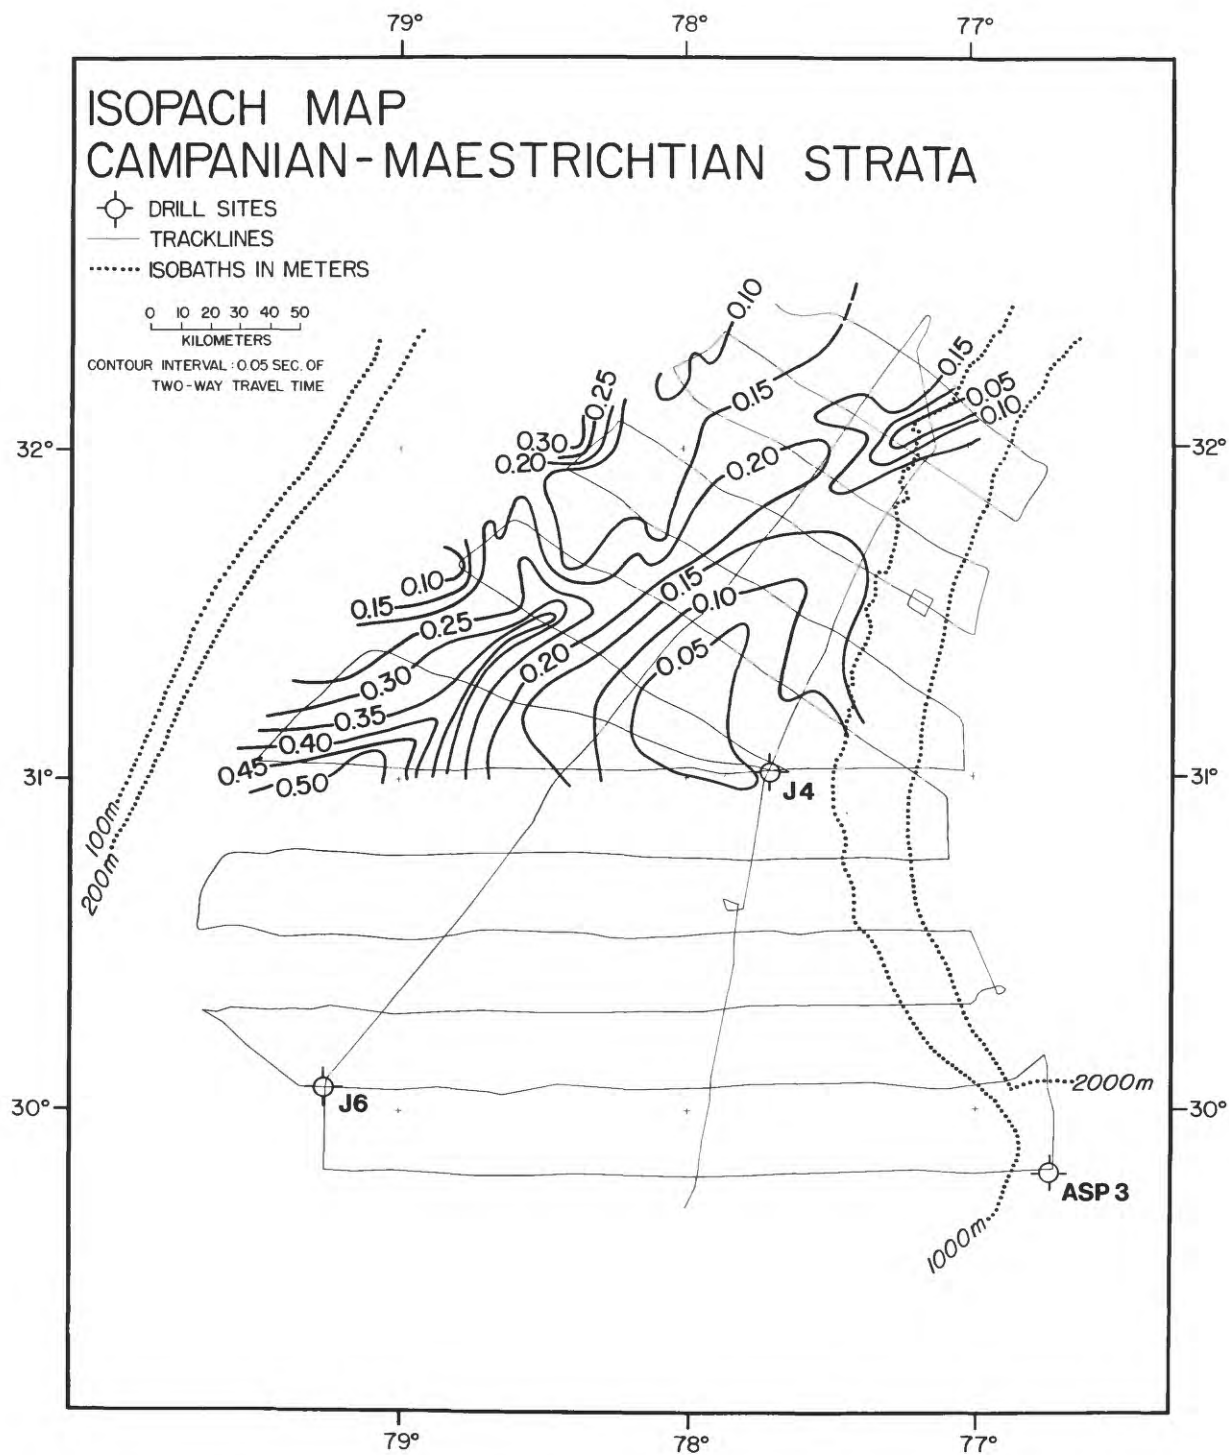 79° 78° 77°
ISOPACH MAP
CAMPANIAN-MAESTRICHTIAN STRATA
DRILL SITES
TRACKLINES
ISOBATHS IN METERS
0 10 20 30 40 50
KILOMETERS
CONTOUR INTERVAL : 0.05 SEC. OF
TWO-WAY TRAVEL TIME
0.10
0.15
0.05
0.10
0.25
0.15
0.30
0.20
32° 32°
0.20
0.10
0.15
0.15
0.10
0.25
0.20
0.05
0.30
0.35
0.40
0.45
0.50
31° 31°
J4
100m
200m
2000m
J6
30° 30°
ASP 3
1000m
79° 78° 77°